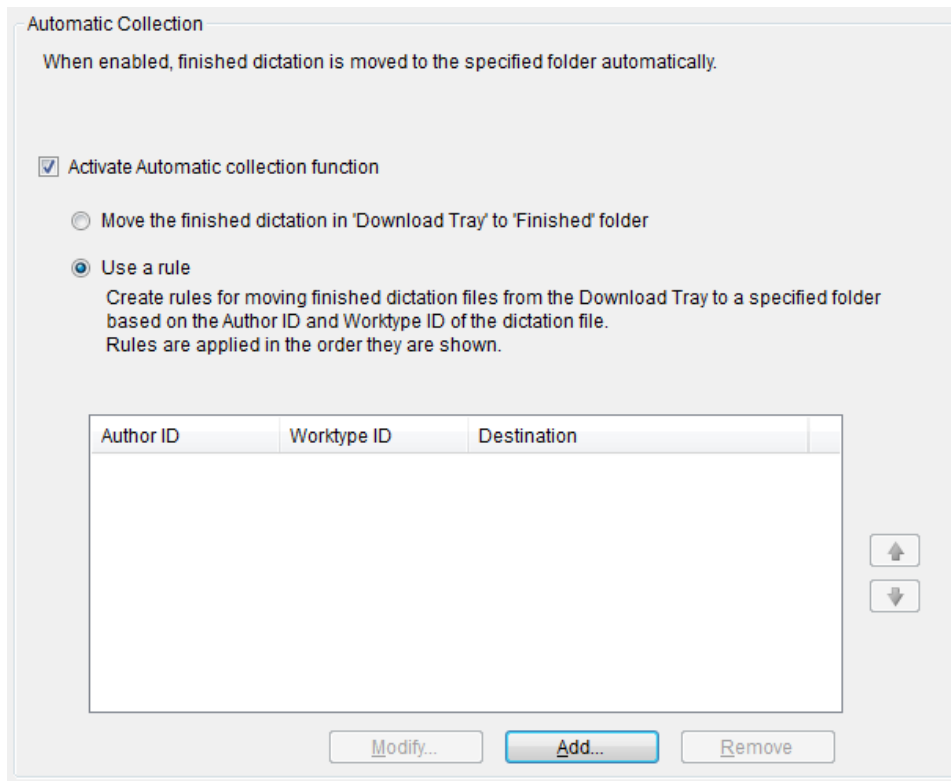 Automatic Collection
When enabled, finished dictation is moved to the specified folder automatically.
Activate Automatic collection function
Move the finished dictation in 'Download Tray' to 'Finished' folder
Use a rule
Create rules for moving finished dictation files from the Download Tray to a specified folder
based on the Author ID and Worktype ID of the dictation file.
Rules are applied in the order they are shown.
Author ID Worktype ID Destination
Modify... Add... Remove